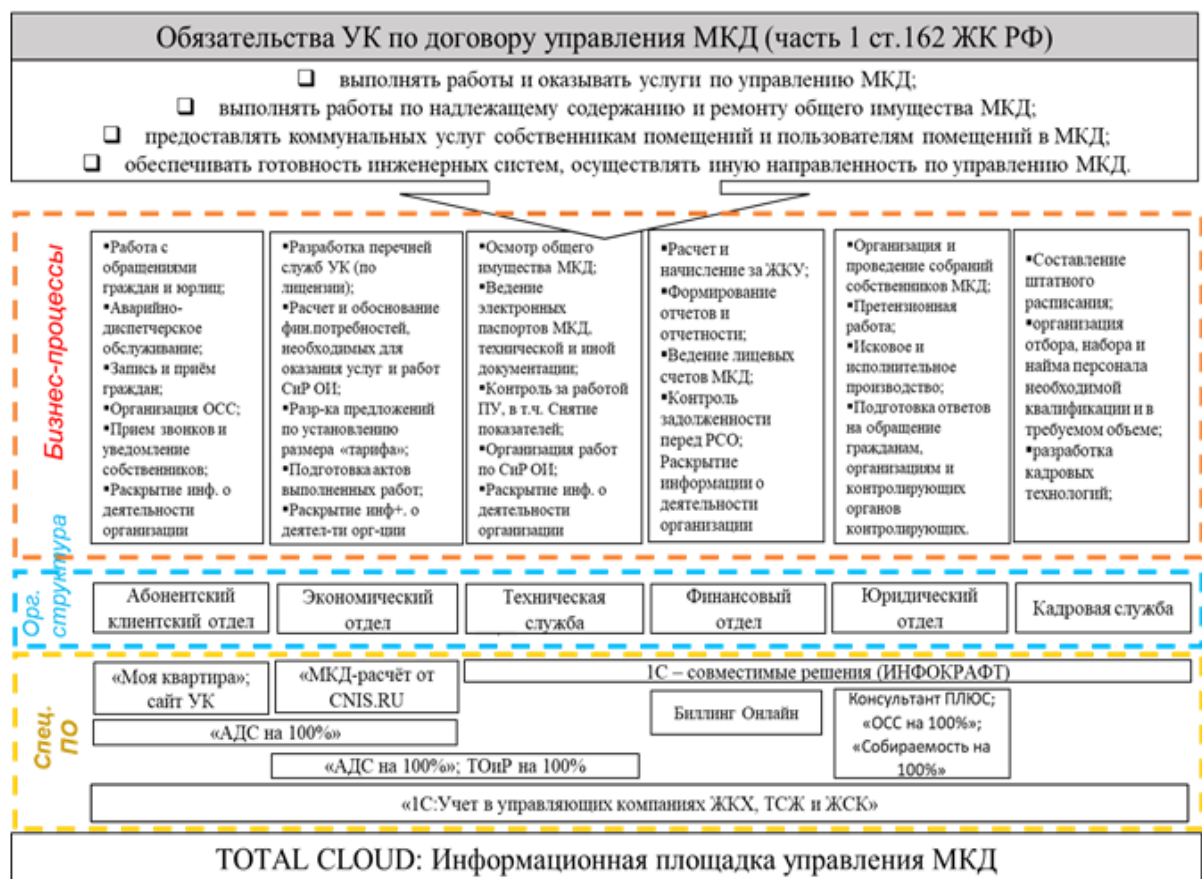 Обязательства УК по договору управления МКД (часть 1 ст.162 ЖК РФ)
❑ выполнять работы и оказывать услуги по управлению МКД;
❑ выполнять работы по надлежащему содержанию и ремонту общего имущества МКД;
❑ предоставлять коммунальных услуг собственникам помещений и пользователям помещений в МКД;
❑ обеспечивать готовность инженерных систем, осуществлять иную направленность по управлению МКД.
Бизнес-процессы
▪Работа с
обращениями
граждан и юрлиц;
▪Аварийно-
диспетчерское
обслуживание;
▪Запись и приём
граждан;
▪Организация ОСС;
▪Прием звонков и
уведомление
собственников;
▪Раскрытие инф. о
деятельности
организации
▪Разработка перечней
служб УК (по
лицензии);
▪Расчет и обоснование
фин.потребностей,
необходимых для
оказания услуг и работ
СиР ОИ;
▪Разр-ка предложений
по установлению
размера «тарифа»;
▪Подготовка актов
выполненных работ;
▪Раскрытие инф+. о
деятел-ти орг-ции
▪Осмотр общего
имущества МКД;
▪Ведение
электронных
паспортов МКД,
технической и иной
документации;
▪Контроль за работой
ПУ, в т.ч. Снятие
показателей;
▪Организация работ
по СиР ОИ;
▪Раскрытие инф. о
деятельности
организации
▪Расчет и
начисление за ЖКУ;
▪Формирование
отчетов и
отчетности;
▪Ведение лицевых
счетов МКД;
▪Контроль
задолженности
перед РСО;
Раскрытие
информации о
деятельности
организации
▪Организация и
проведение собраний
собственников МКД;
▪Претензионная
работа;
▪Исковое и
исполнительное
производство;
▪Подготовка ответов
на обращение
гражданам,
организациям и
контролирующих
органов
контролирующих.
▪Составление
штатного
расписания;
▪организация
отбора, набора и
найма персонала
необходимой
квалификации и в
требуемом объеме;
▪разработка
кадровых
технологий;
Орг.
структура
Абонентский
клиентский отдел
Экономический
отдел
Техническая
служба
Финансовый
отдел
Юридический
отдел
Кадровая служба
Спец.
ПО
«Моя квартира»;
сайт УК
«МКД-расчёт от
CNIS.RU
1С – совместимые решения (ИНФОКРАФТ)
Биллинг Онлайн
Консультант ПЛЮС;
«ОСС на 100%»;
«Собираемость на
100%»
«АДС на 100%»
«АДС на 100%»; ТОиР на 100%
«1С:Учет в управляющих компаниях ЖКХ, ТСЖ и ЖСК»
TOTAL CLOUD: Информационная площадка управления МКД